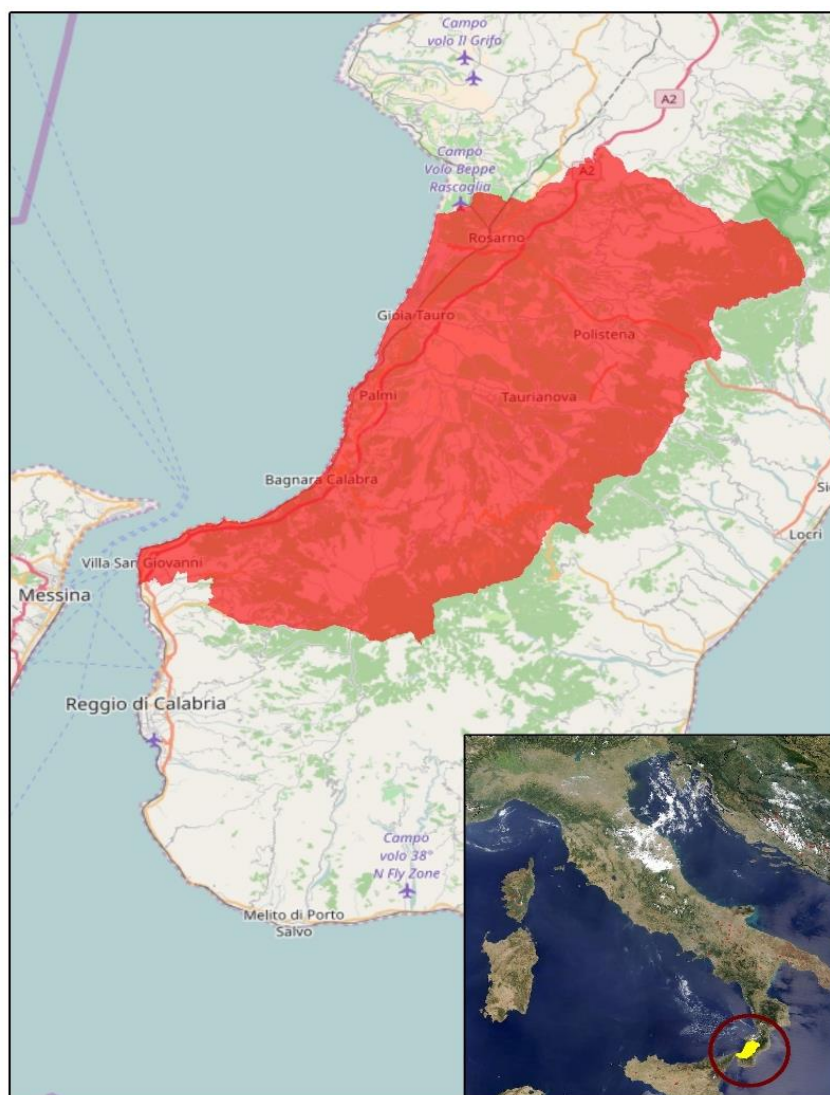 Campo
volo Il Grifo
A2
Campo
Volo Beppe
Rascaglia
A2
Rosarno
Gioia Tauro
Polistena
Palmi
Taurianova
Bagnara Calabra
Si
Locri
Villa San Giovanni
Messina
Reggio di Calabria
Campo
volo 38°
N Fly Zone
Melito di Porto
Salvo